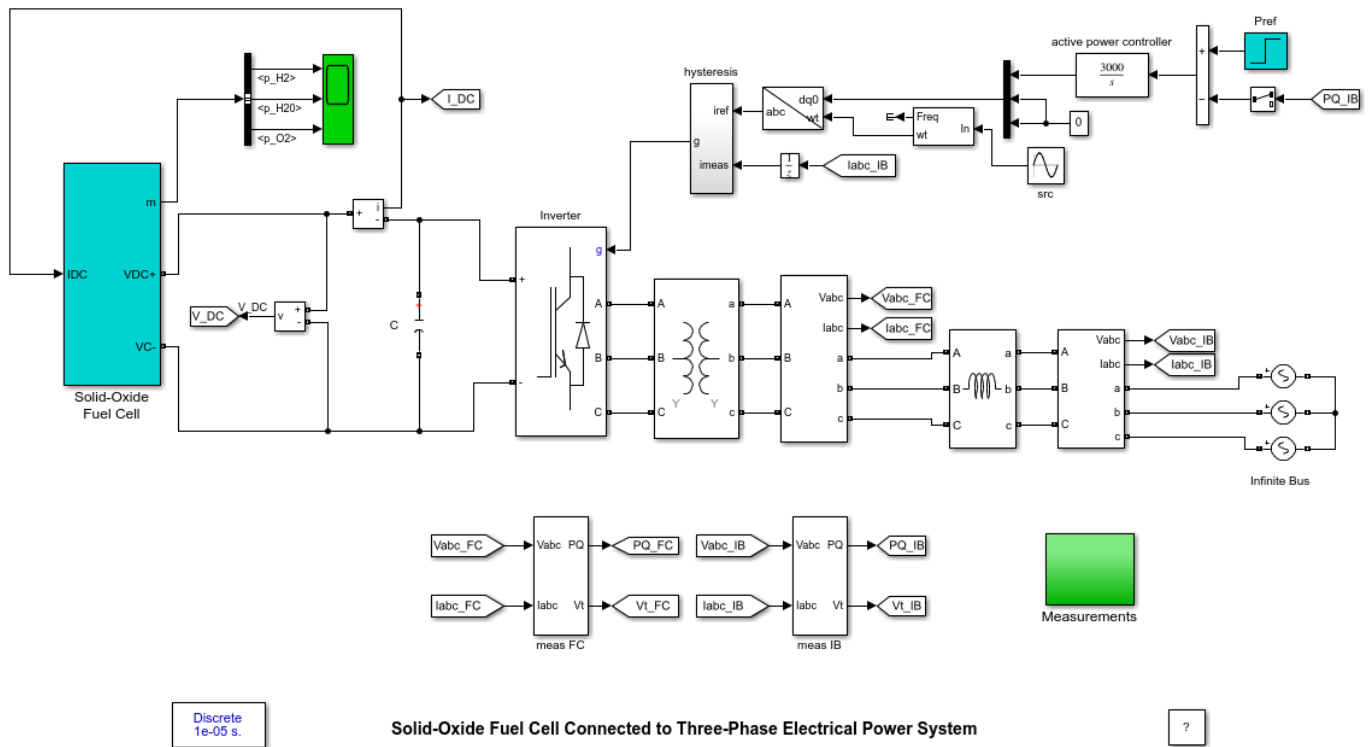 Pref
active power controller
3000
s
+
−
PQ_IB
hysteresis
iref
g
imeas
dq0
abc
wt
Freq
wt
In
0
1
z
Iabc_IB
src
<p_H2>
<p_H20>
<p_O2>
I_DC
m
IDC
VDC+
VC-
Solid-Oxide
Fuel Cell
+
i
-
V_DC
V_DC
v
+
-
+
C
Inverter
g
+
-
A
B
C
A
B
C
a
b
c
Y
Y
A
B
C
Vabc
Iabc
a
b
c
Vabc_FC
Iabc_FC
A
B
C
a
b
c
A
B
C
Vabc
Iabc
a
b
c
Vabc_IB
Iabc_IB
+
+
+
Infinite Bus
Vabc_FC
Iabc_FC
Vabc
PQ
Iabc
Vt
PQ_FC
Vt_FC
meas FC
Vabc_IB
Iabc_IB
Vabc
PQ
Iabc
Vt
PQ_IB
Vt_IB
meas IB
Measurements
Discrete
1e-05 s.
Solid-Oxide Fuel Cell Connected to Three-Phase Electrical Power System
?